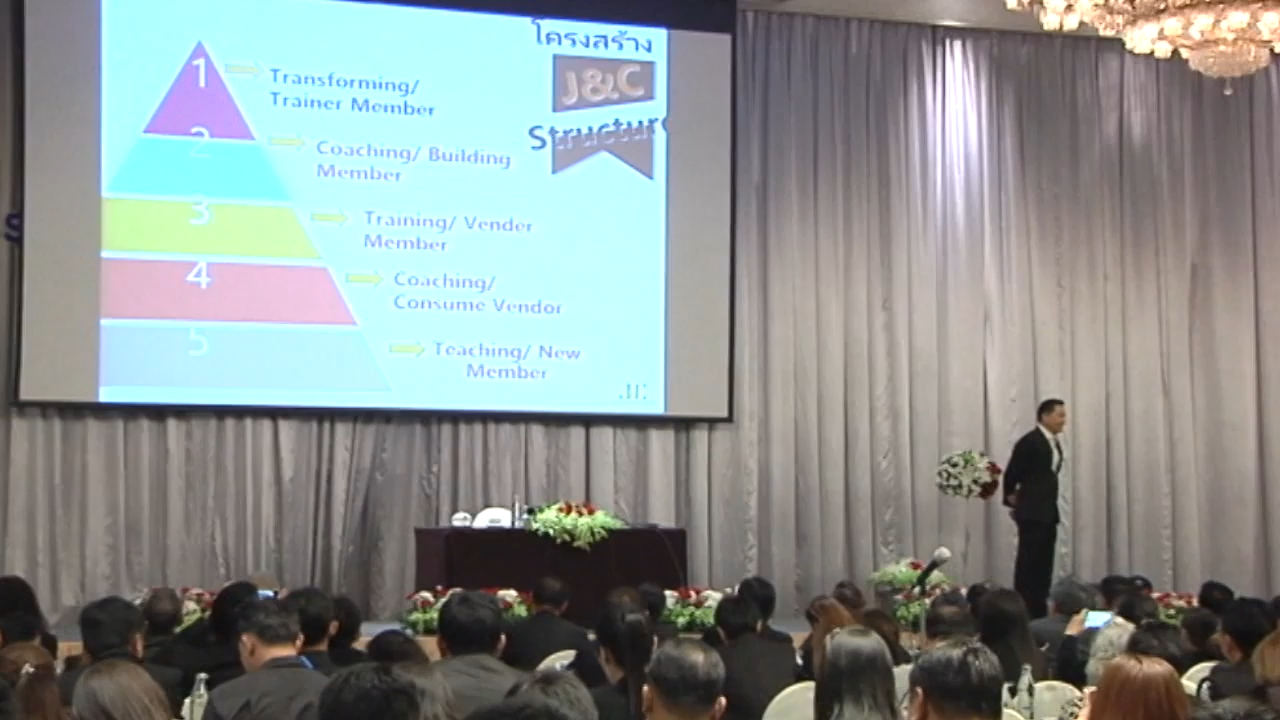 โครงสร้าง
J&C
Structure
1
Transforming/
Trainer Member
2
Coaching/ Building
Member
3
Training/ Vender
Member
4
Coaching/
Consume Vendor
5
Teaching/ New
Member